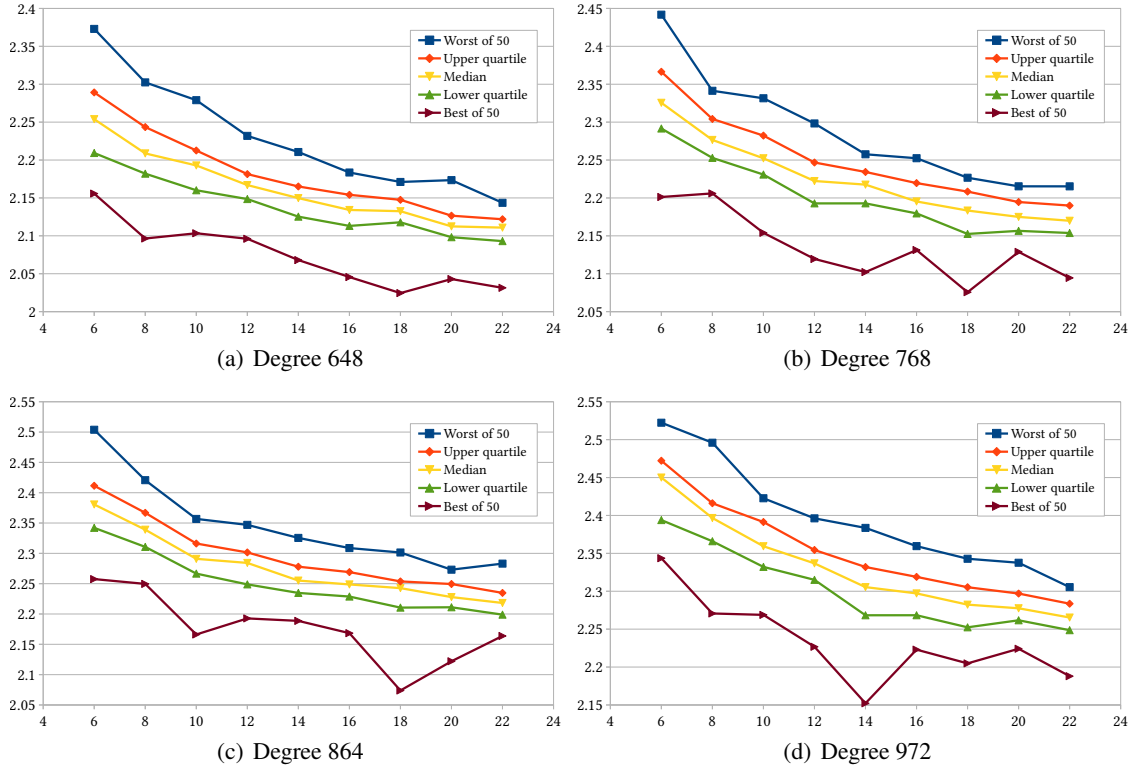 2.4
2.35
2.3
2.25
2.2
2.15
2.1
2.05
2
4 6 8 10 12 14 16 18 20 22 24
Worst of 50
Upper quartile
Median
Lower quartile
Best of 50
(a) Degree 648
2.45
2.4
2.35
2.3
2.25
2.2
2.15
2.1
2.05
4 6 8 10 12 14 16 18 20 22 24
Worst of 50
Upper quartile
Median
Lower quartile
Best of 50
(b) Degree 768
2.55
2.5
2.45
2.4
2.35
2.3
2.25
2.2
2.15
2.1
2.05
4 6 8 10 12 14 16 18 20 22 24
Worst of 50
Upper quartile
Median
Lower quartile
Best of 50
(c) Degree 864
2.55
2.5
2.45
2.4
2.35
2.3
2.25
2.2
2.15
4 6 8 10 12 14 16 18 20 22 24
Worst of 50
Upper quartile
Median
Lower quartile
Best of 50
(d) Degree 972